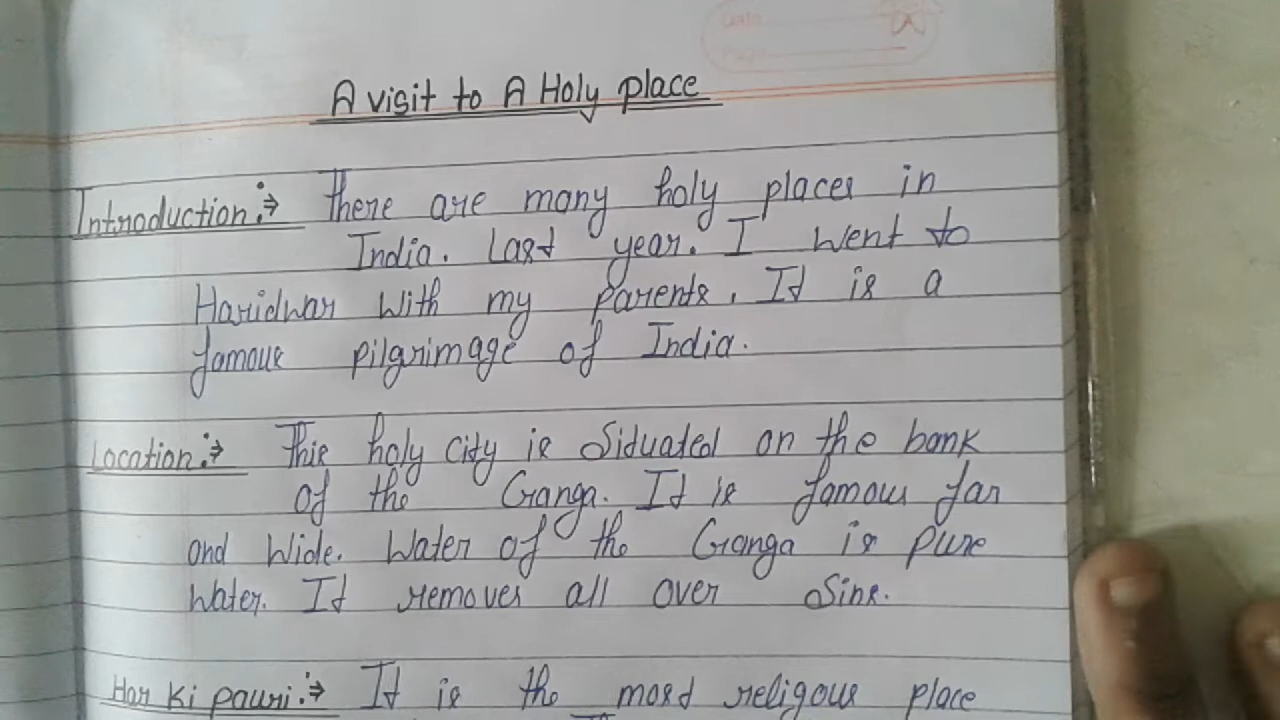 Date
Page
A visit to A Holy place
Introduction:→ There are many holy places in
India. Last year. I went to
Haridwar with my parents. It is a
famous pilgrimage of India.
Location:→ This holy city is situated on the bank
of the Ganga. It is famous far
and wide. Water of the Ganga is pure
water. It removes all over sins.
Har Ki pauri:→ It is the most religous place